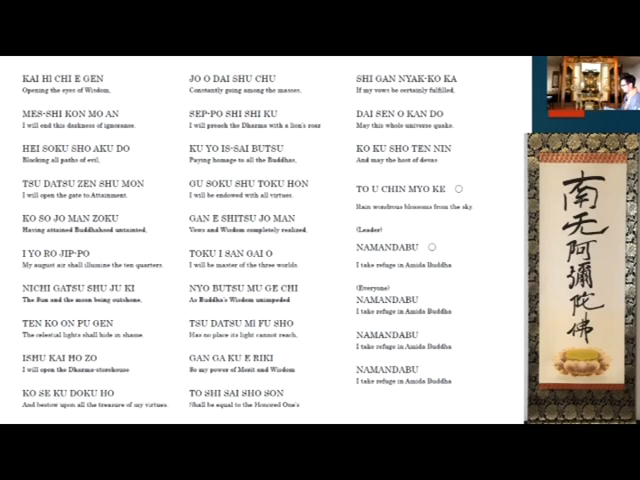 KAI HI CHI E GEN
Opening the eyes of Wisdom,
MES-SHI KON MO AN
I will end this darkness of ignorance.
HEI SOKU SHO AKU DO
Blocking all paths of evil,
TSU DATSU ZEN SHU MON
I will open the gate to Attainment.
KO SO JO MAN ZOKU
Having attained Buddhahood untainted,
I YO RO JIP-PO
My august air shall illumine the ten quarters.
NICHI GATSU SHU JU KI
The Sun and the moon being outshone,
TEN KO ON PU GEN
The celestial lights shall hide in shame.
ISHU KAI HO ZO
I will open the Dharma-storehouse
KO SE KU DOKU HO
And bestow upon all the treasure of my virtues.
JO O DAI SHU CHU
Constantly going among the masses,
SEP-PO SHI SHI KU
I will preach the Dharma with a lion's roar
KU YO IS-SAI BUTSU
Paying homage to all the Buddhas,
GU SOKU SHU TOKU HON
I will be endowed with all virtues.
GAN E SHITSU JO MAN
Vows and Wisdom completely realized,
TOKU I SAN GAI O
I will be master of the three worlds.
NYO BUTSU MU GE CHI
As Buddha's Wisdom unimpeded
TSU DATSU MI FU SHO
Has no place its light cannot reach,
GAN GA KU E RIKI
So my power of Merit and Wisdom
TO SHI SAI SHO SON
Shall be equal to the Honored One's
SHI GAN NYAK-KO KA
If my vows be certainly fulfilled,
DAI SEN O KAN DO
May this whole universe quake.
KO KU SHO TEN NIN
And may the host of devas
TO U CHIN MYO KE ○
Rain wondrous blossoms from the sky.
(Leader)
NAMANDABU ○
I take refuge in Amida Buddha
(Everyone)
NAMANDABU
I take refuge in Amida Buddha
NAMANDABU
I take refuge in Amida Buddha
NAMANDABU
I take refuge in Amida Buddha
南无阿彌陀佛